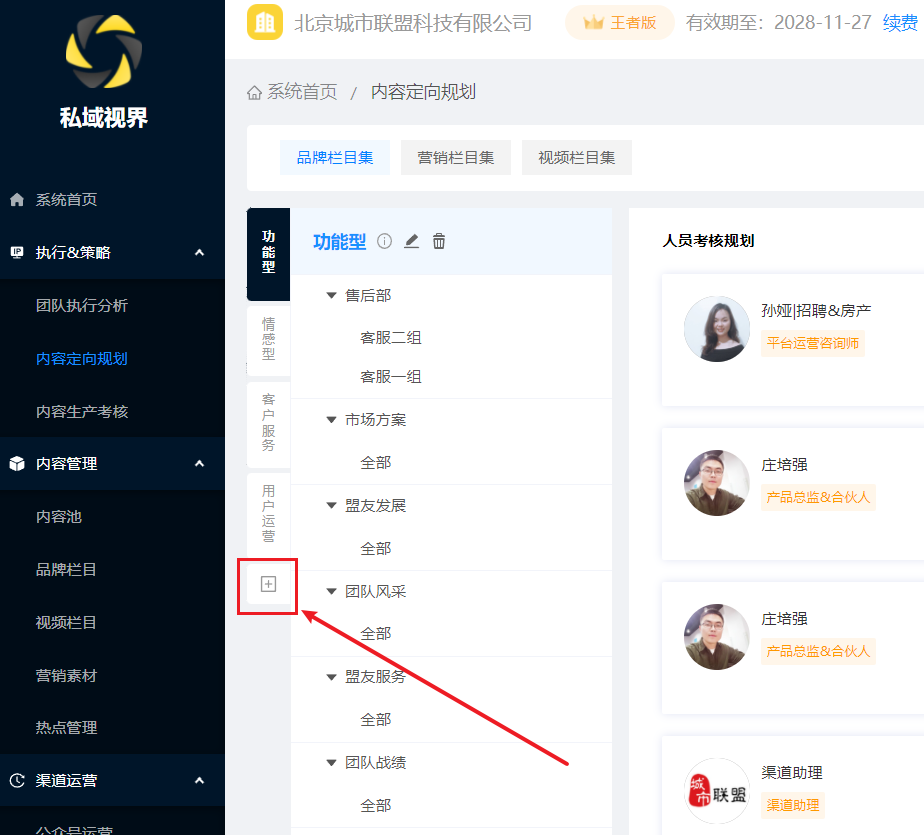 私域视界
系统首页
执行&策略
团队执行分析
内容定向规划
内容生产考核
内容管理
内容池
品牌栏目
视频栏目
营销素材
热点管理
渠道运营
公众号运营
北京城市联盟科技有限公司 王者版 有效期至：2028-11-27 续费
系统首页 / 内容定向规划
品牌栏目集 营销栏目集 视频栏目集
功能型
情感型
客户服务
用户运营
功能型
售后部
客服二组
客服一组
市场方案
全部
盟友发展
全部
团队风采
全部
盟友服务
全部
团队战绩
全部
人员考核规划
孙娅|招聘&房产
平台运营咨询师
庄培强
产品总监&合伙人
庄培强
产品总监&合伙人
城市联盟
渠道助理
渠道助理